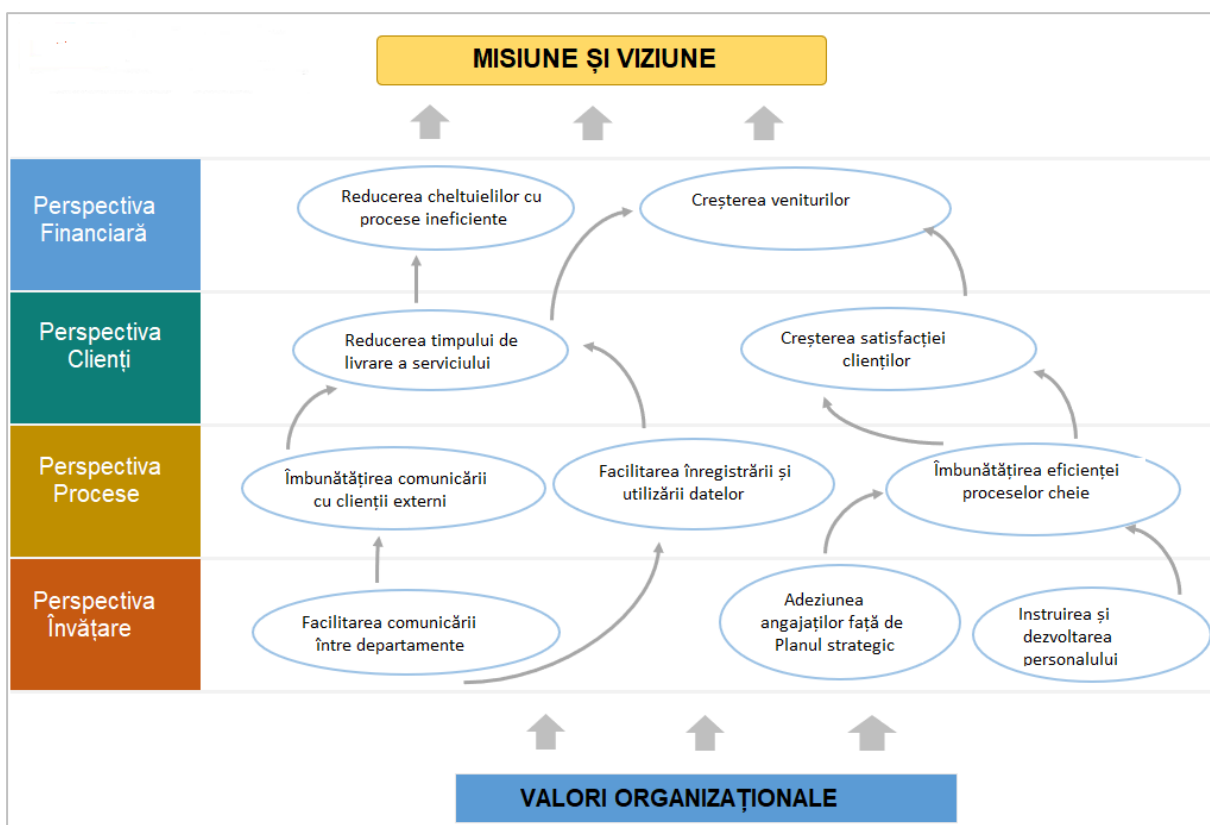 MISIUNE ȘI VIZIUNE
Perspectiva
Financiară
Reducerea cheltuielilor cu
procese ineficiente
Creșterea veniturilor
Perspectiva
Clienți
Reducerea timpului de
livrare a serviciului
Creșterea satisfacției
clienților
Perspectiva
Procese
Îmbunătățirea comunicării
cu clienții externi
Facilitarea înregistrării și
utilizării datelor
Îmbunătățirea eficienței
proceselor cheie
Perspectiva
Învățare
Facilitarea comunicării
între departamente
Adeziunea
angajaților față de
Planul strategic
Instruirea și
dezvoltarea
personalului
VALORI ORGANIZAȚIONALE